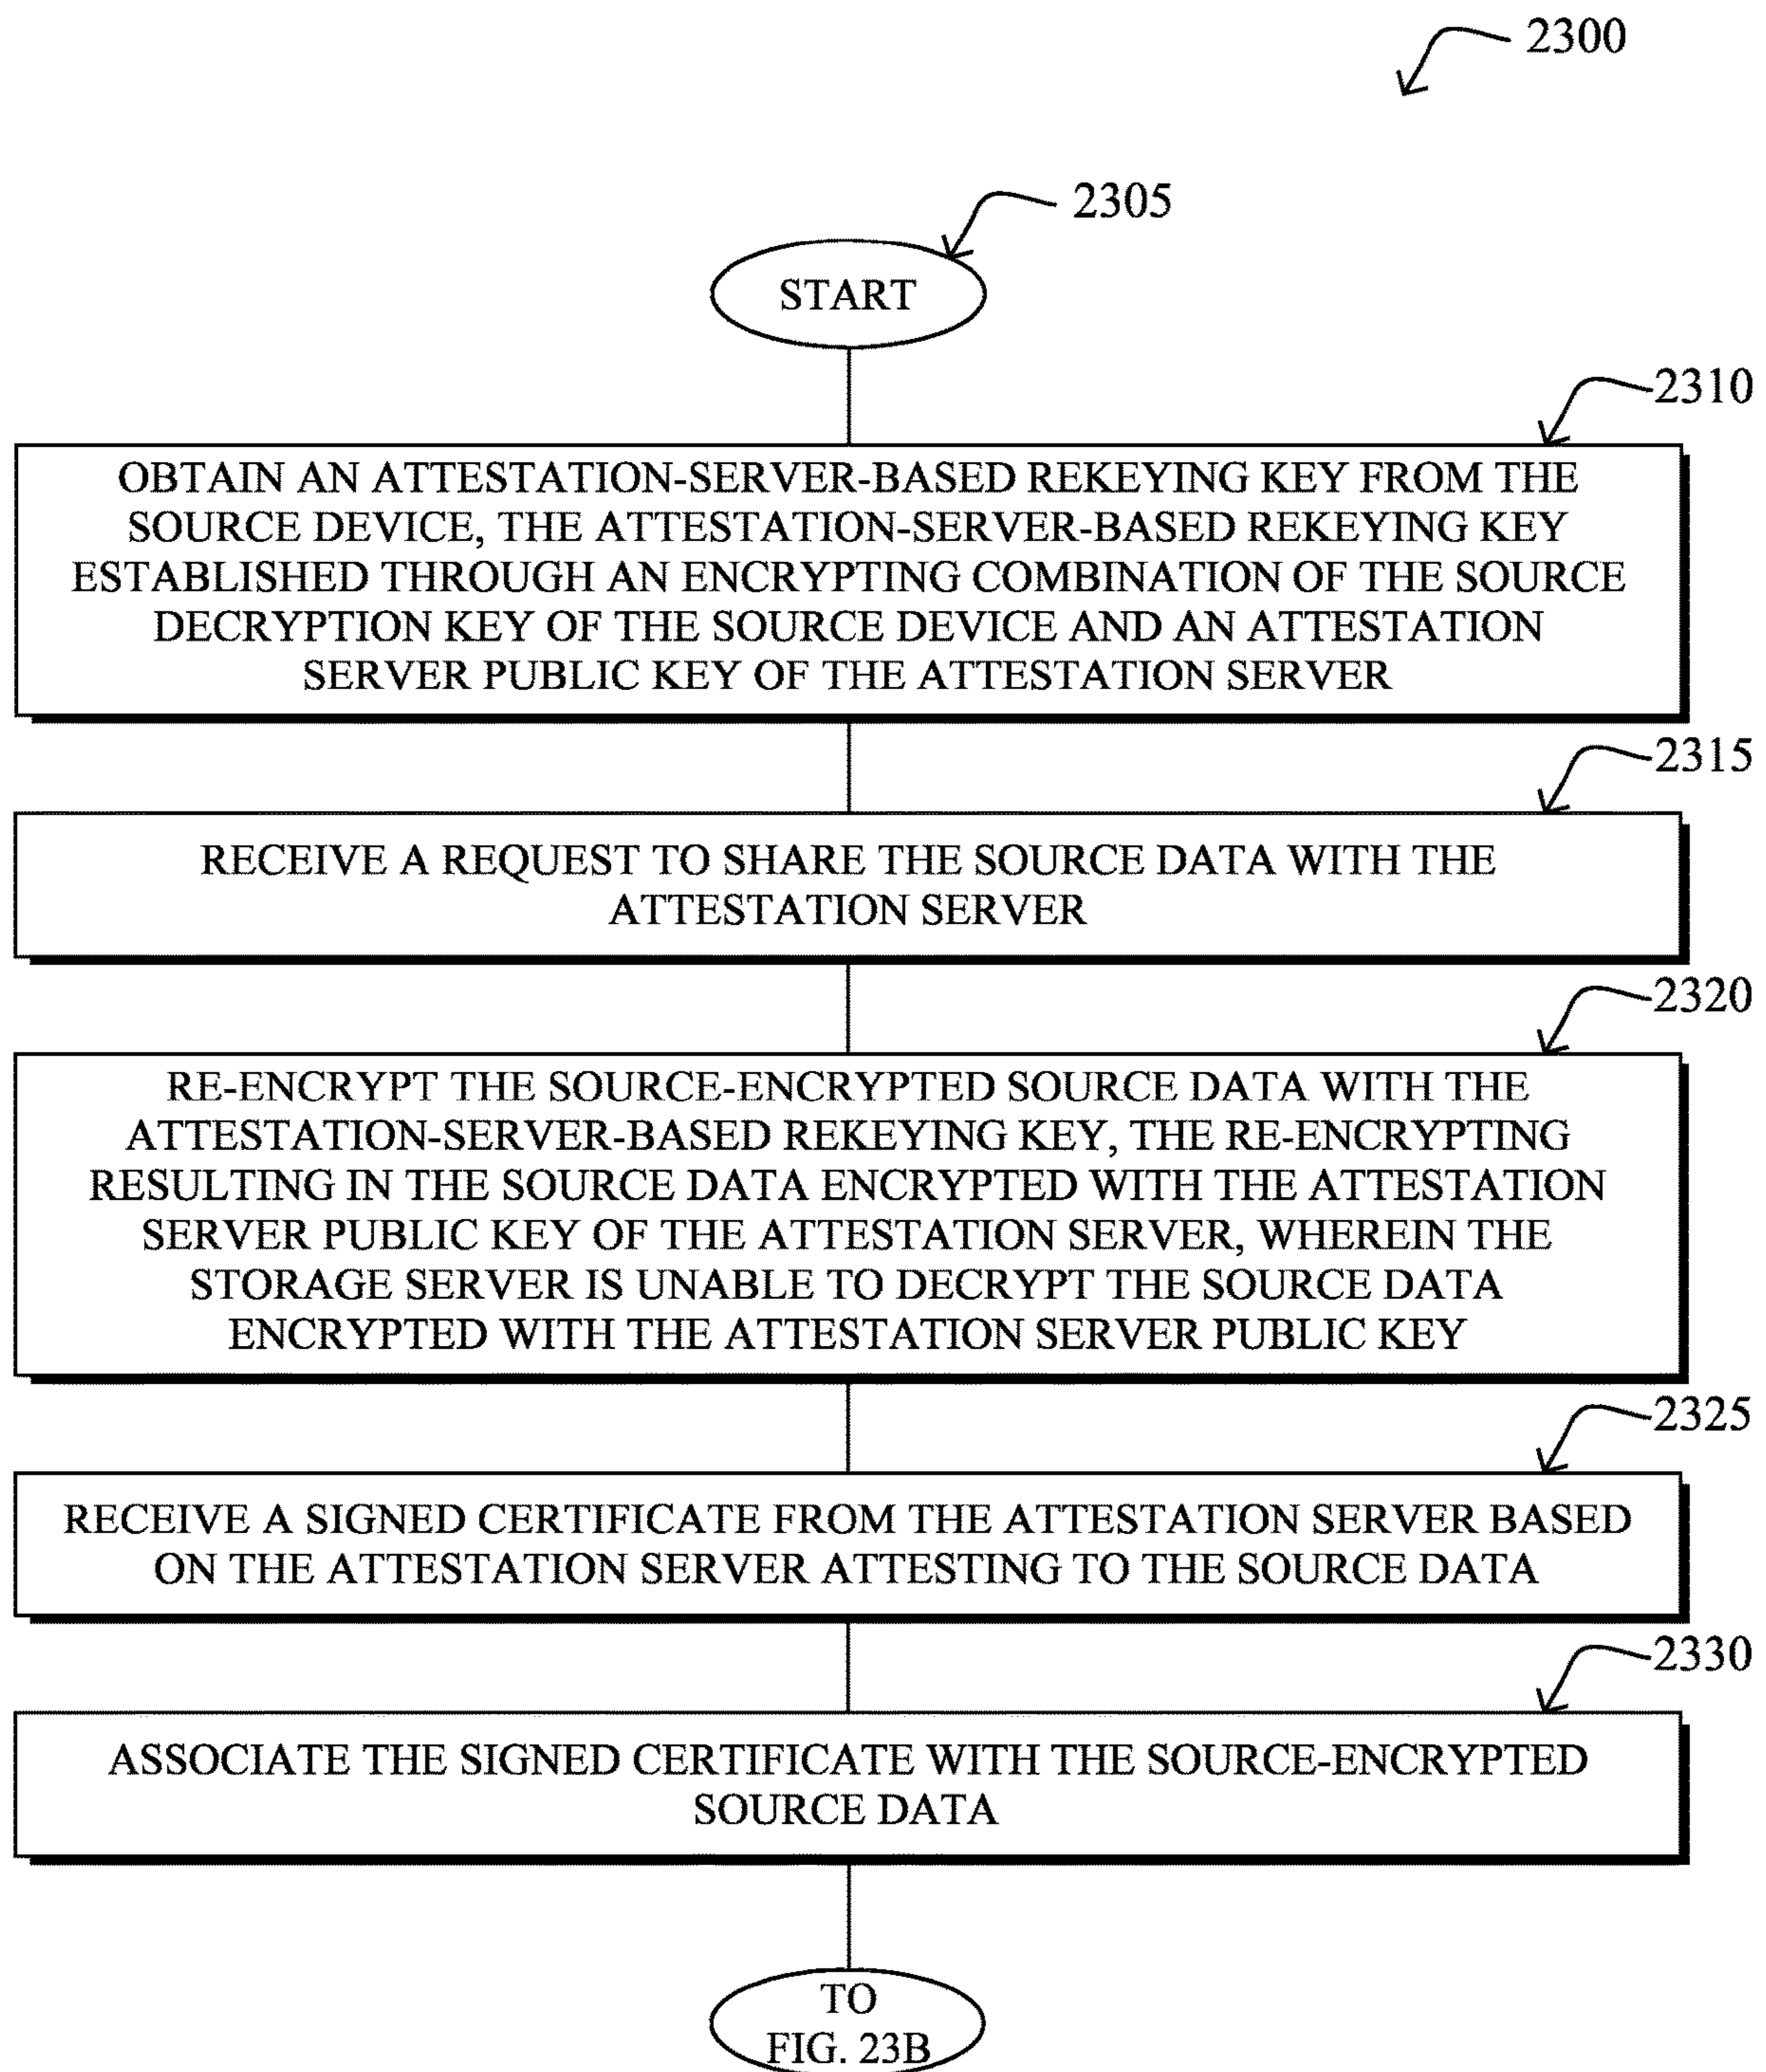 2300
2305
START
2310
OBTAIN AN ATTESTATION-SERVER-BASED REKEYING KEY FROM THE
SOURCE DEVICE, THE ATTESTATION-SERVER-BASED REKEYING KEY
ESTABLISHED THROUGH AN ENCRYPTING COMBINATION OF THE SOURCE
DECRYPTION KEY OF THE SOURCE DEVICE AND AN ATTESTATION
SERVER PUBLIC KEY OF THE ATTESTATION SERVER
2315
RECEIVE A REQUEST TO SHARE THE SOURCE DATA WITH THE
ATTESTATION SERVER
2320
RE-ENCRYPT THE SOURCE-ENCRYPTED SOURCE DATA WITH THE
ATTESTATION-SERVER-BASED REKEYING KEY, THE RE-ENCRYPTING
RESULTING IN THE SOURCE DATA ENCRYPTED WITH THE ATTESTATION
SERVER PUBLIC KEY OF THE ATTESTATION SERVER, WHEREIN THE
STORAGE SERVER IS UNABLE TO DECRYPT THE SOURCE DATA
ENCRYPTED WITH THE ATTESTATION SERVER PUBLIC KEY
2325
RECEIVE A SIGNED CERTIFICATE FROM THE ATTESTATION SERVER BASED
ON THE ATTESTATION SERVER ATTESTING TO THE SOURCE DATA
2330
ASSOCIATE THE SIGNED CERTIFICATE WITH THE SOURCE-ENCRYPTED
SOURCE DATA
TO
FIG. 23B